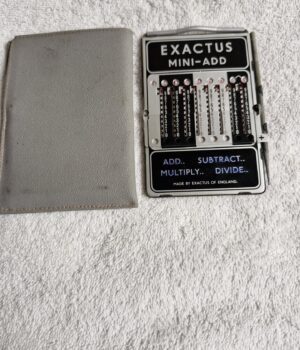 EXACTUS
MINI-ADD
ADD.. SUBTRACT..
MULTIPLY.. DIVIDE..
MADE BY EXACTUS OF ENGLAND.